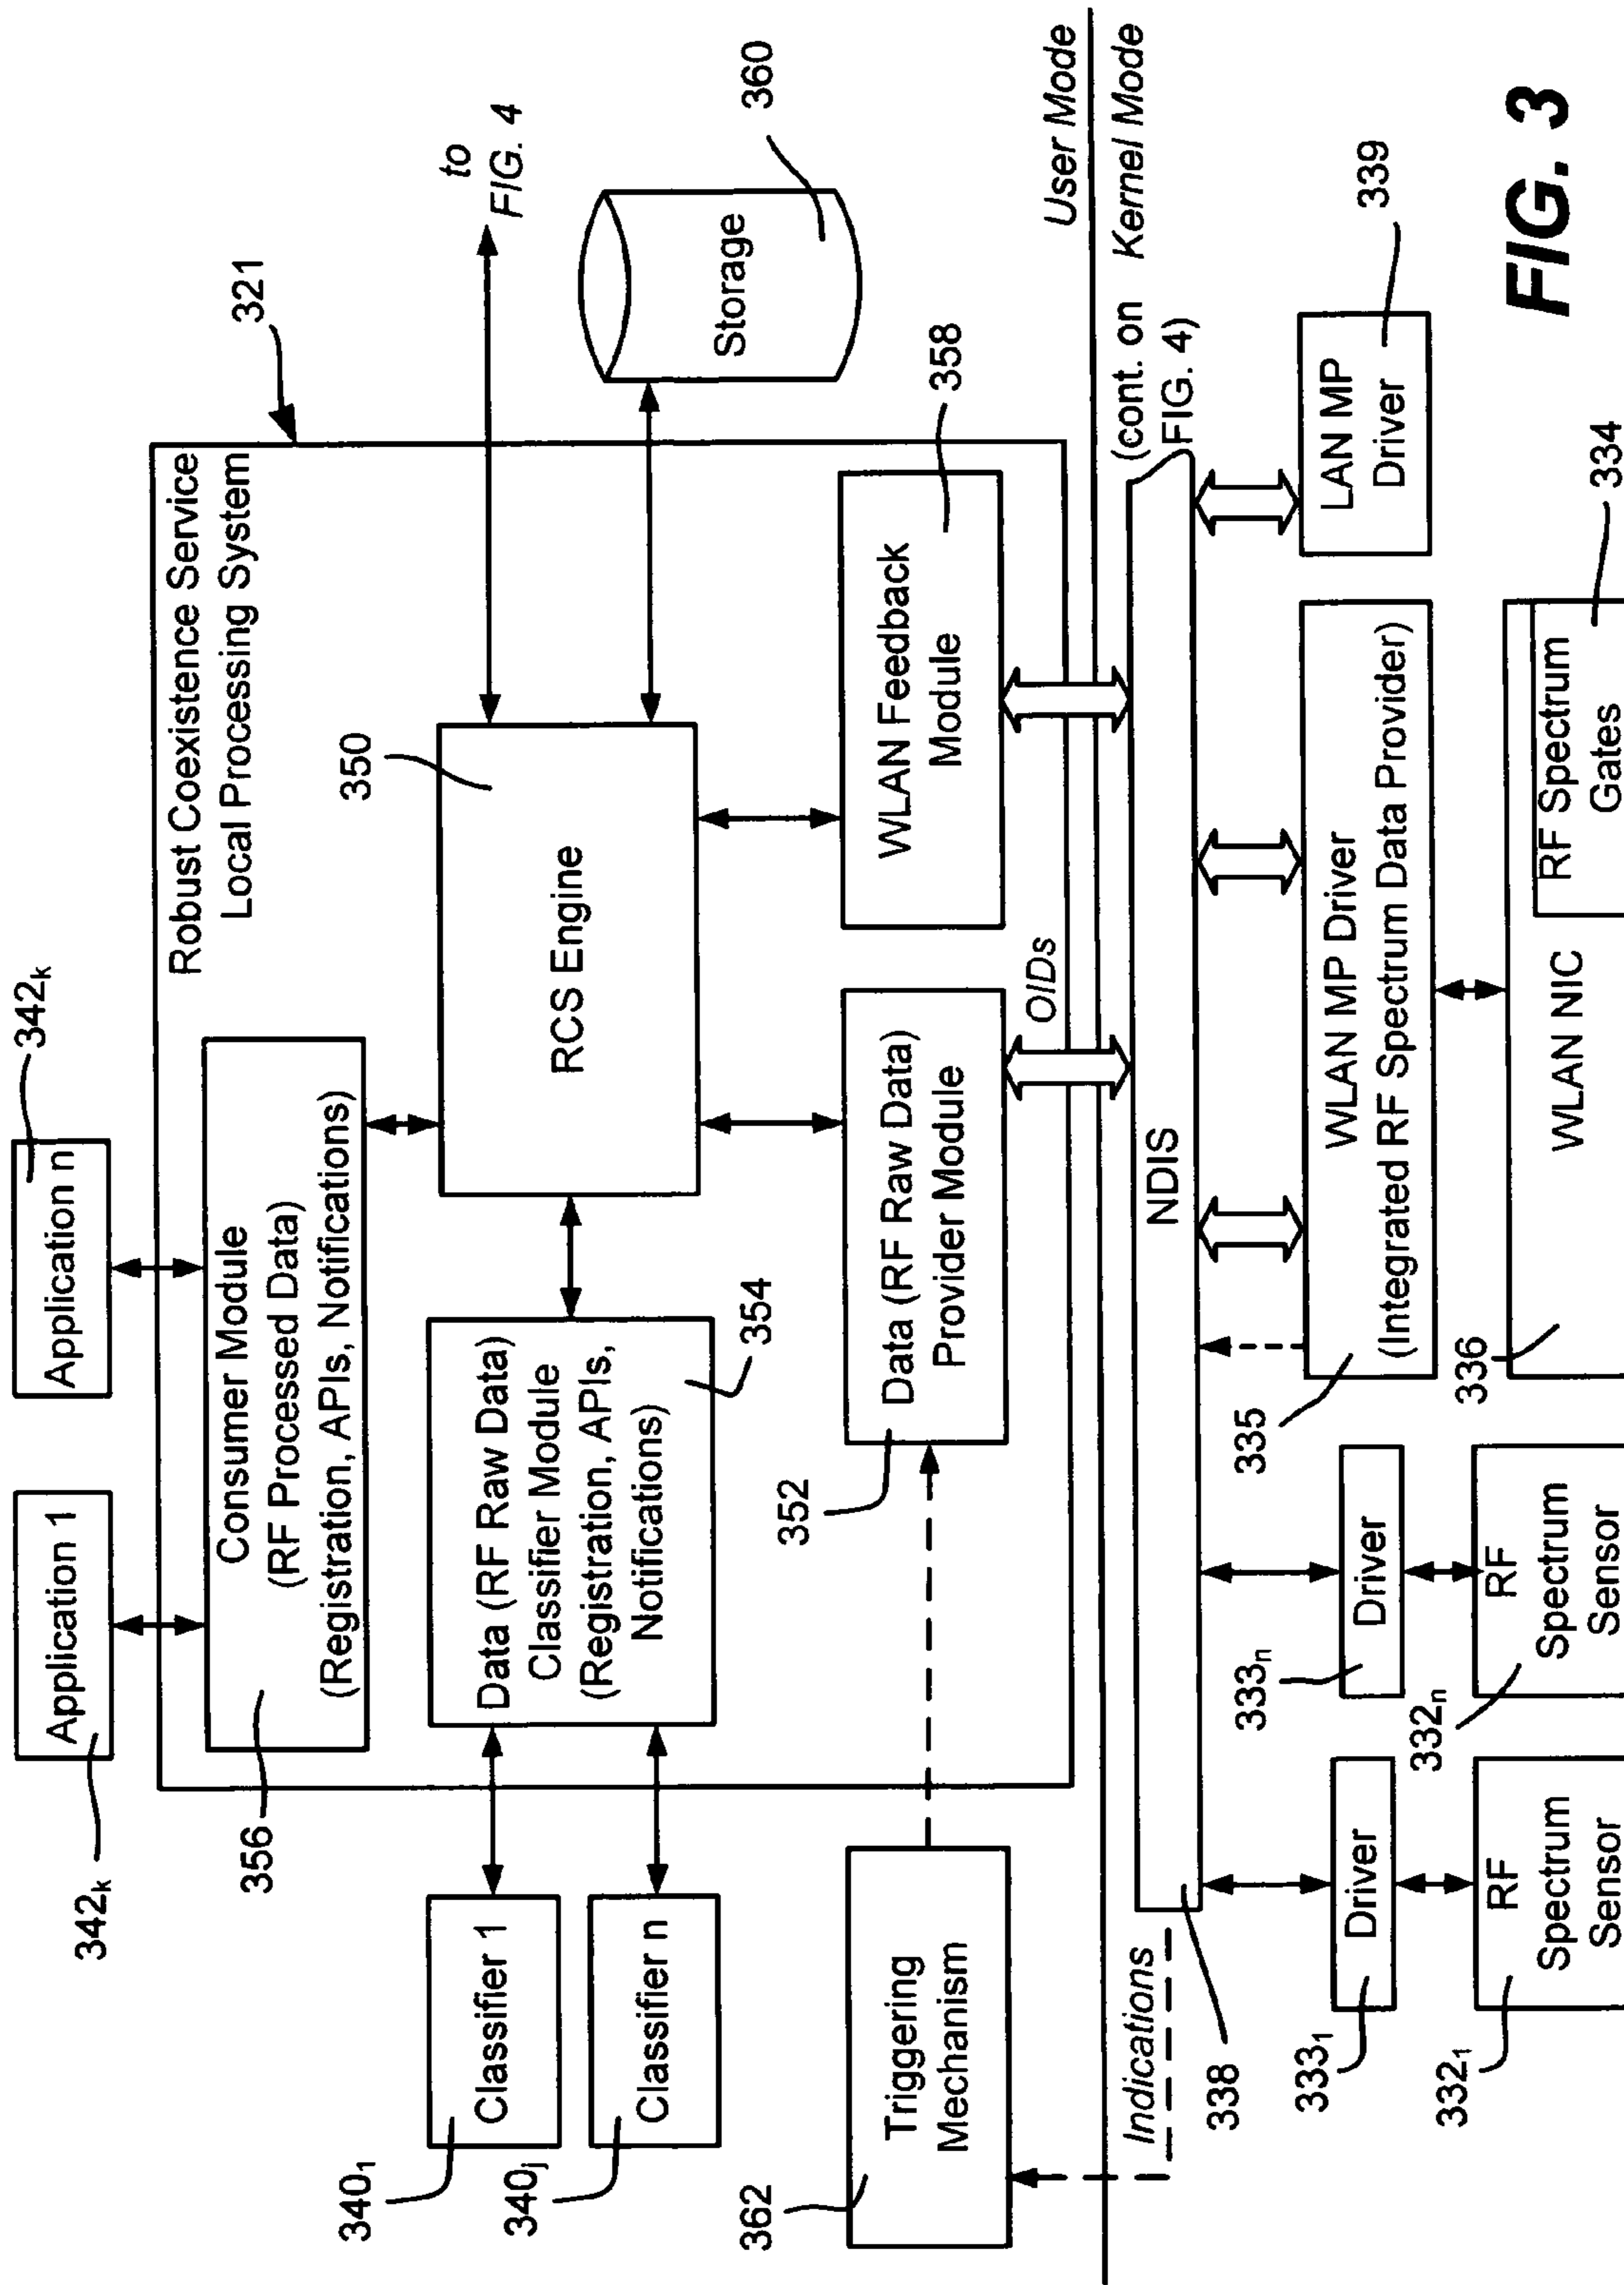 342k
Application 1
Application n
342k
356
Consumer Module
(RF Processed Data)
(Registration, APIs, Notifications)
Robust Coexistence Service
Local Processing System
321
340₁
Classifier 1
340j
Classifier n
Data (RF Raw Data)
Classifier Module
(Registration, APIs,
Notifications)
354
RCS Engine
350
to
FIG. 4
Storage
360
362
Triggering
Mechanism
352
Data (RF Raw Data)
Provider Module
WLAN Feedback
Module
358
OIDs
User Mode
Kernel Mode
Indications
338
NDIS
(cont. on
FIG. 4)
333₁
Driver
333n
Driver
335
WLAN MP Driver
(Integrated RF Spectrum Data Provider)
LAN MP
Driver
339
332₁
RF
Spectrum
Sensor
332n
RF
Spectrum
Sensor
336
WLAN NIC
RF Spectrum
Gates
334
FIG. 3